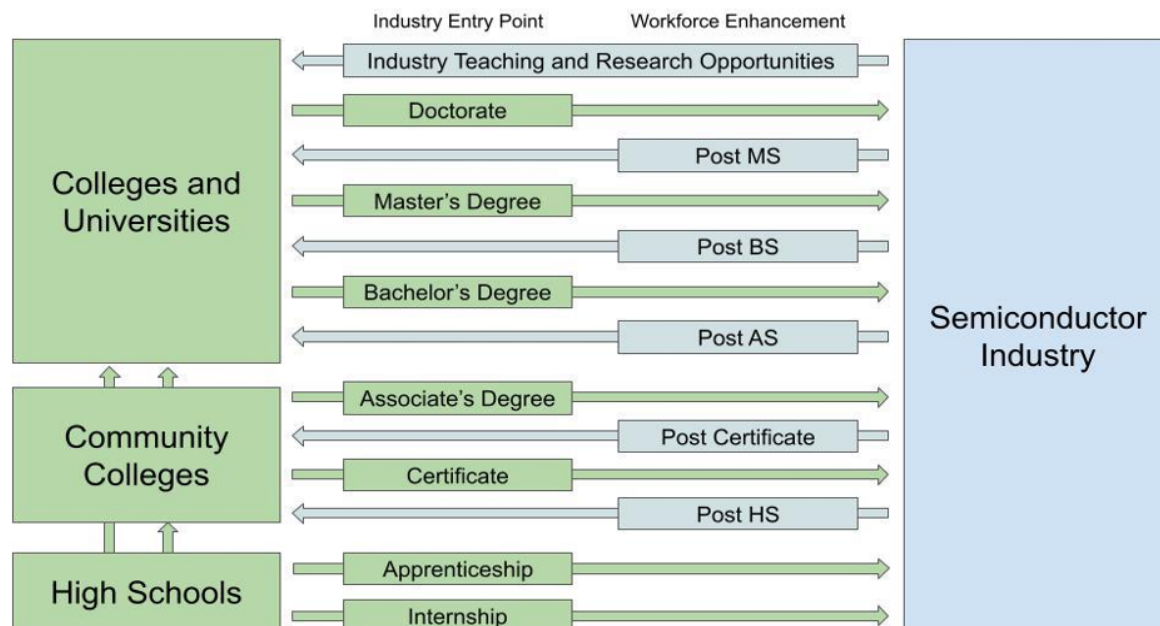 Industry Entry Point
Workforce Enhancement
Industry Teaching and Research Opportunities
Doctorate
Post MS
Colleges and
Universities
Master’s Degree
Post BS
Bachelor’s Degree
Post AS
Semiconductor
Industry
Associate’s Degree
Community
Colleges
Post Certificate
Certificate
Post HS
High Schools
Apprenticeship
Internship